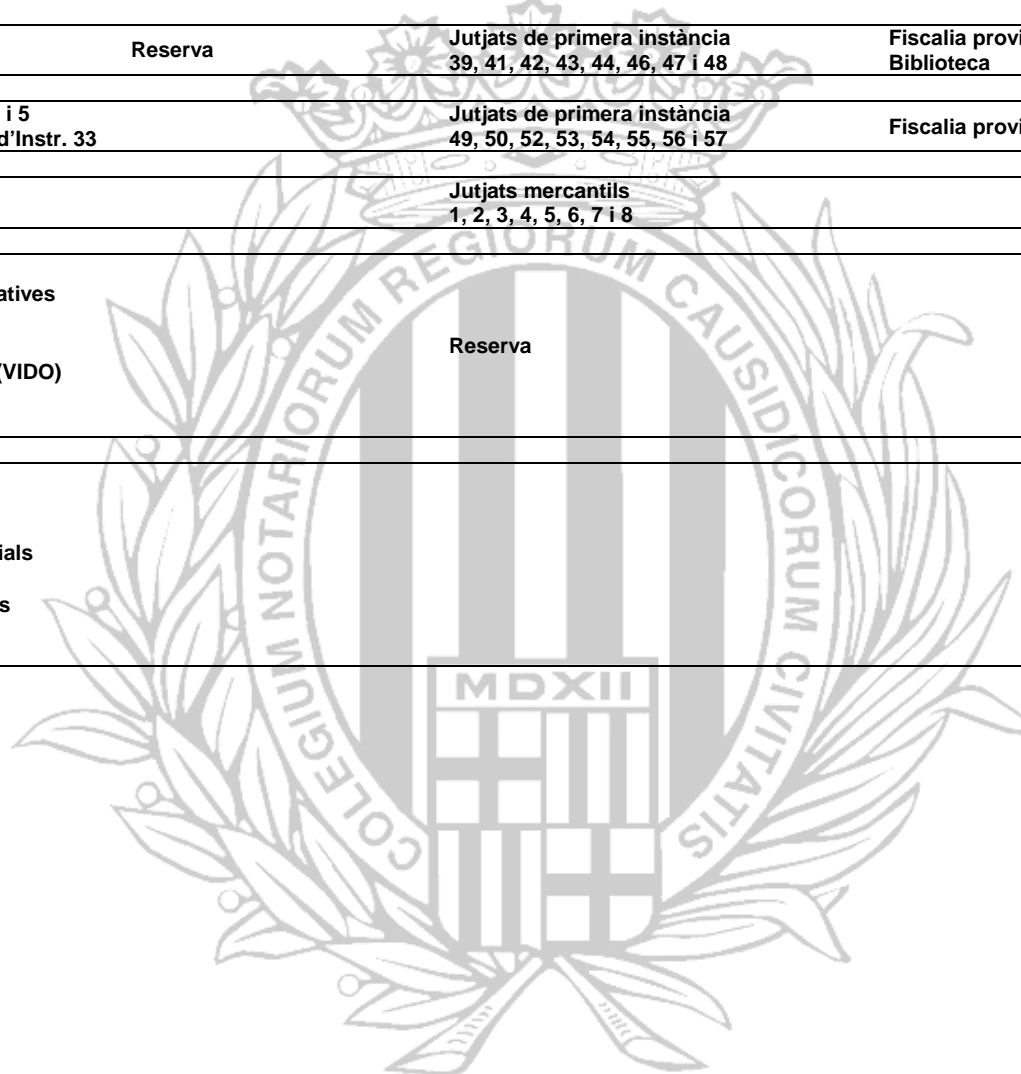 Reserva
Jutjats de primera instància
39, 41, 42, 43, 44, 46, 47 i 48
Fiscalia provi
Biblioteca
i 5
d’Instr. 33
Jutjats de primera instància
49, 50, 52, 53, 54, 55, 56 i 57
Fiscalia provi
Jutjats mercantils
1, 2, 3, 4, 5, 6, 7 i 8
atives
(VIDO)
Reserva
ials
s
COLEGIUM NOTARIORUM REGIORUM CAUSIDICORUM CIVITATIS
MDXII